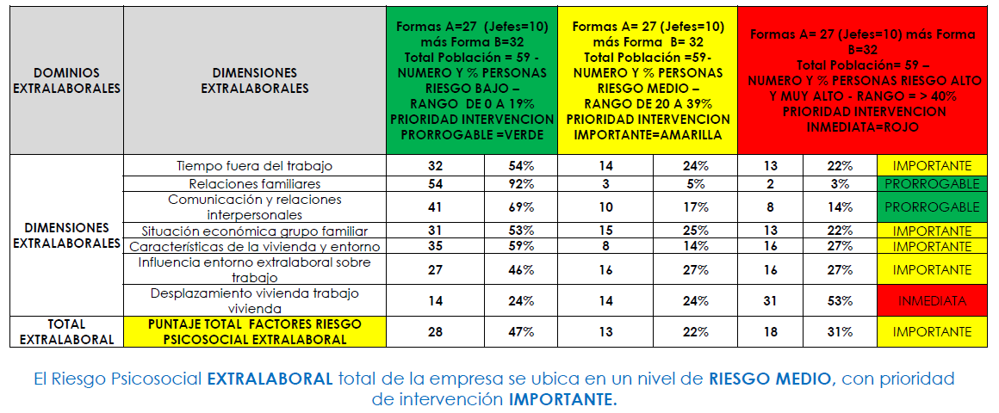 DOMINIOS
EXTRALABORALES
DIMENSIONES
EXTRALABORALES
Formas A=27 (Jefes=10)
más Forma B=32
Total Población = 59 -
NUMERO Y % PERSONAS
RIESGO BAJO –
RANGO DE 0 A 19%
PRIORIDAD INTERVENCION
PRORROGABLE =VERDE
Formas A= 27 (Jefes=10)
más Forma B= 32
Total Población =59-
NUMERO Y % PERSONAS
RIESGO MEDIO –
RANGO DE 20 A 39%
PRIORIDAD INTERVENCION
IMPORTANTE=AMARILLA
Formas A= 27 (Jefes=10) más Forma
B=32
Total Población= 59 –
NUMERO Y % PERSONAS RIESGO ALTO
Y MUY ALTO - RANGO = > 40%
PRIORIDAD INTERVENCION
INMEDIATA=ROJO
DIMENSIONES
EXTRALABORALES
Tiempo fuera del trabajo 32 54% 14 24% 13 22% IMPORTANTE
Relaciones familiares 54 92% 3 5% 2 3% PRORROGABLE
Comunicación y relaciones
interpersonales 41 69% 10 17% 8 14% PRORROGABLE
Situación económica grupo familiar 31 53% 15 25% 13 22% IMPORTANTE
Características de la vivienda y entorno 35 59% 8 14% 16 27% IMPORTANTE
Influencia entorno extralaboral sobre
trabajo 27 46% 16 27% 16 27% IMPORTANTE
Desplazamiento vivienda trabajo
vivienda 14 24% 14 24% 31 53% INMEDIATA
TOTAL
EXTRALABORAL
PUNTAJE TOTAL FACTORES RIESGO
PSICOSOCIAL EXTRALABORAL 28 47% 13 22% 18 31% IMPORTANTE
El Riesgo Psicosocial EXTRALABORAL total de la empresa se ubica en un nivel de RIESGO MEDIO, con prioridad
de intervención IMPORTANTE.